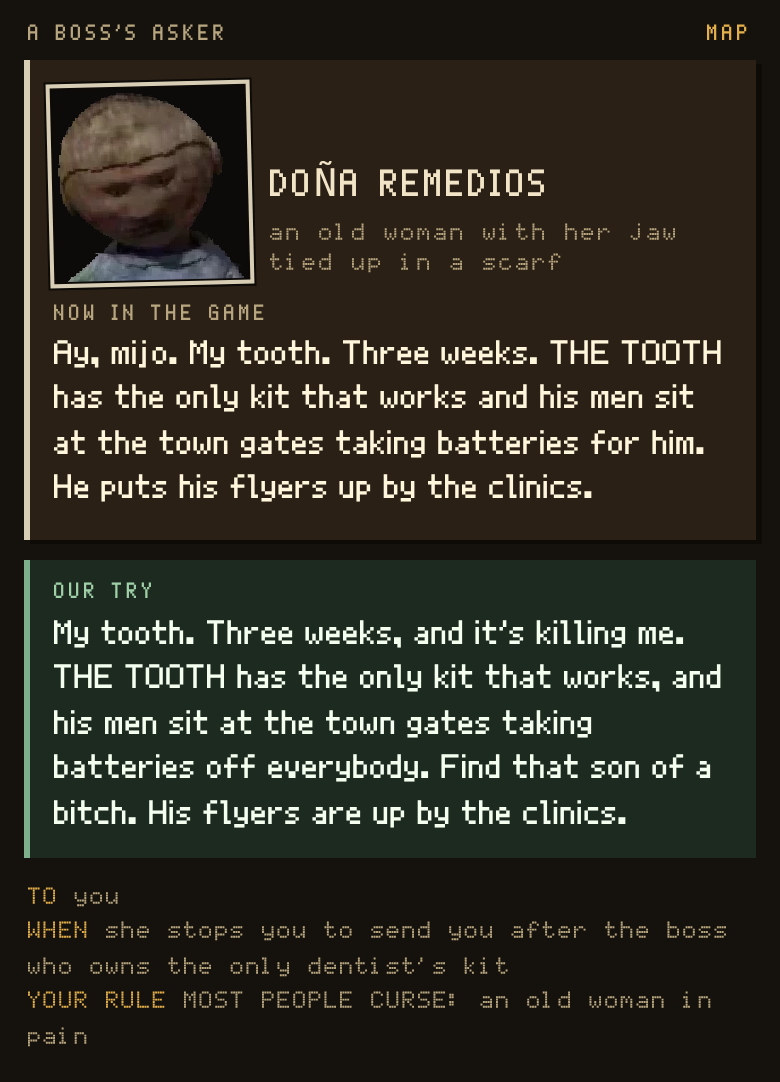 A BOSS'S ASKER
MAP
DOÑA REMEDIOS
an old woman with her jaw
tied up in a scarf
NOW IN THE GAME
Ay, mijo. My tooth. Three weeks. THE TOOTH
has the only kit that works and his men sit
at the town gates taking batteries for him.
He puts his flyers up by the clinics.
OUR TRY
My tooth. Three weeks, and it's killing me.
THE TOOTH has the only kit that works, and
his men sit at the town gates taking
batteries off everybody. Find that son of a
bitch. His flyers are up by the clinics.
TO you
WHEN she stops you to send you after the boss
who owns the only dentist's kit
YOUR RULE MOST PEOPLE CURSE: an old woman in
pain